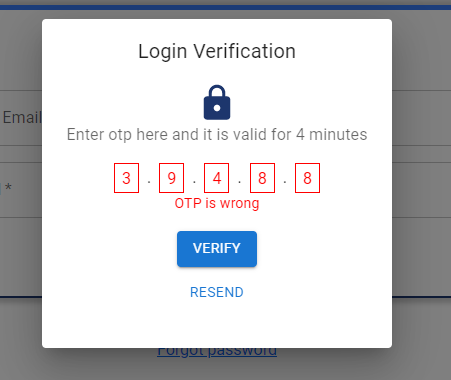 Login Verification
Email
Enter otp here and it is valid for 4 minutes
3 . 9 . 4 . 8 . 8
*
OTP is wrong
VERIFY
RESEND
Forgot password